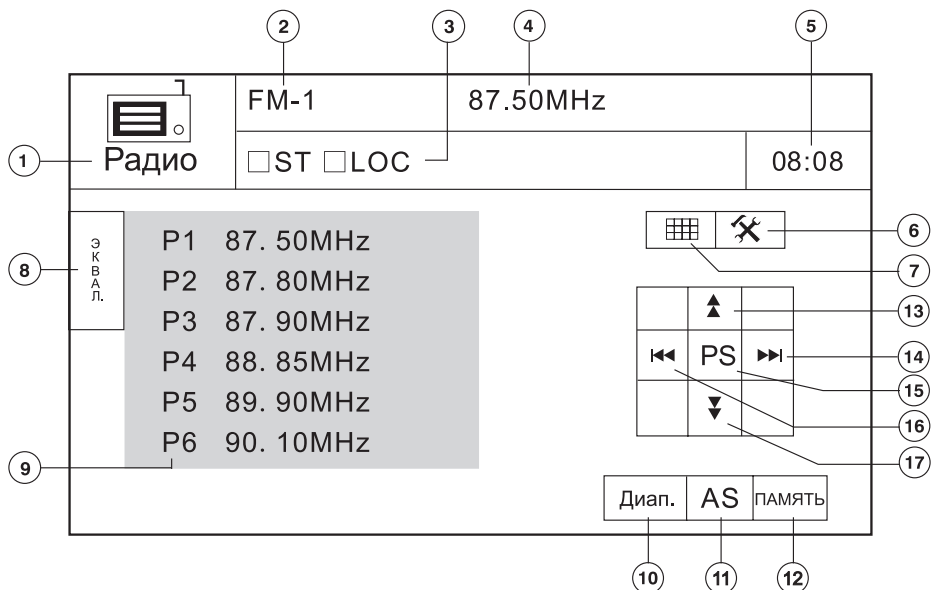 2 3 4 5
FM-1 87.50MHz
1 Радио
ST LOC 08:08
6
7
8 ЭКВАЛ.
P1 87. 50MHz
P2 87. 80MHz
P3 87. 90MHz
P4 88. 85MHz
P5 89. 90MHz
P6 90. 10MHz
9
13
PS 14
15
16
17
Диап. AS ПАМЯТЬ
10 11 12